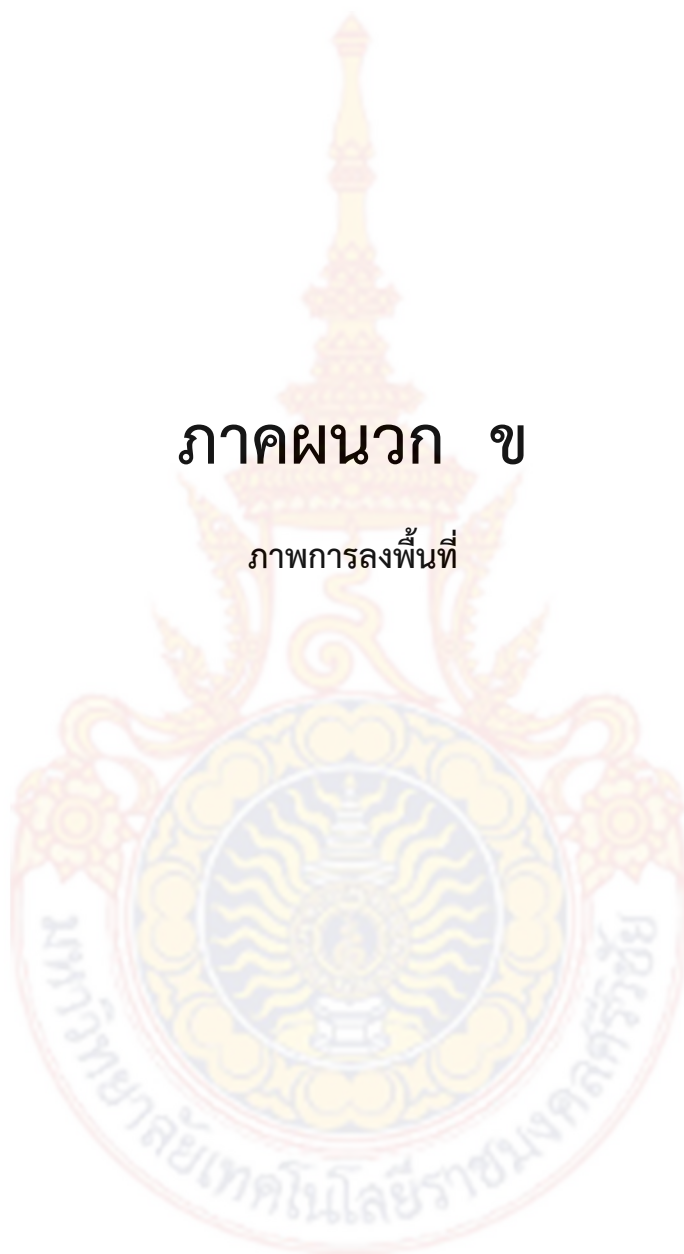 ภาคผนวก ข
ภาพการลงพื้นที่
มหาวิทยาลัยเทคโนโลยีราชมงคลศรีวิชัย